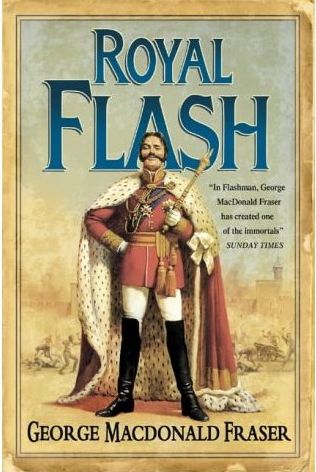 ROYAL
FLASH
"In Flashman, George
MacDonald Fraser
has created one
of the immortals"
SUNDAY TIMES
GEORGE MACDONALD FRASER